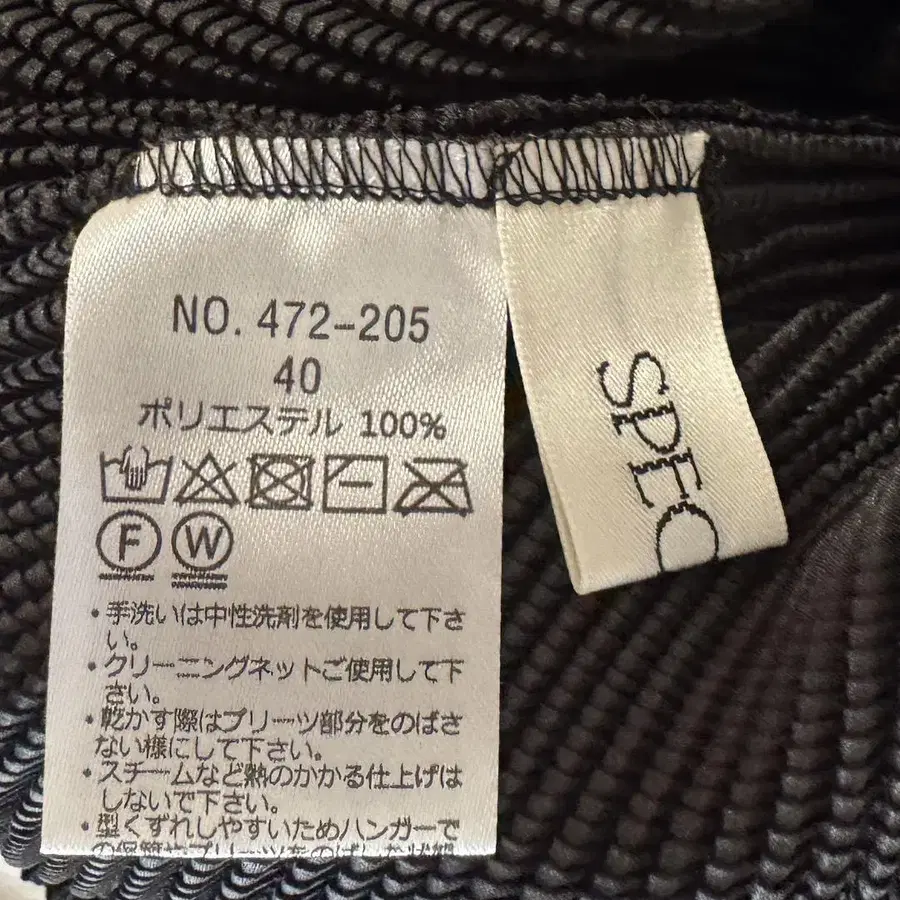 NO. 472-205
40
ポリエステル 100%
F W
・手洗いは中性洗剤を使用して下さ
い。
・クリーニングネットご使用して下
さい。
・乾かす際はプリーツ部分をのばさ
ない様にして下さい。
・スチームなど熱のかかる仕上げは
しないで下さい。
・型くずれしやすいためハンガーで
SPEC